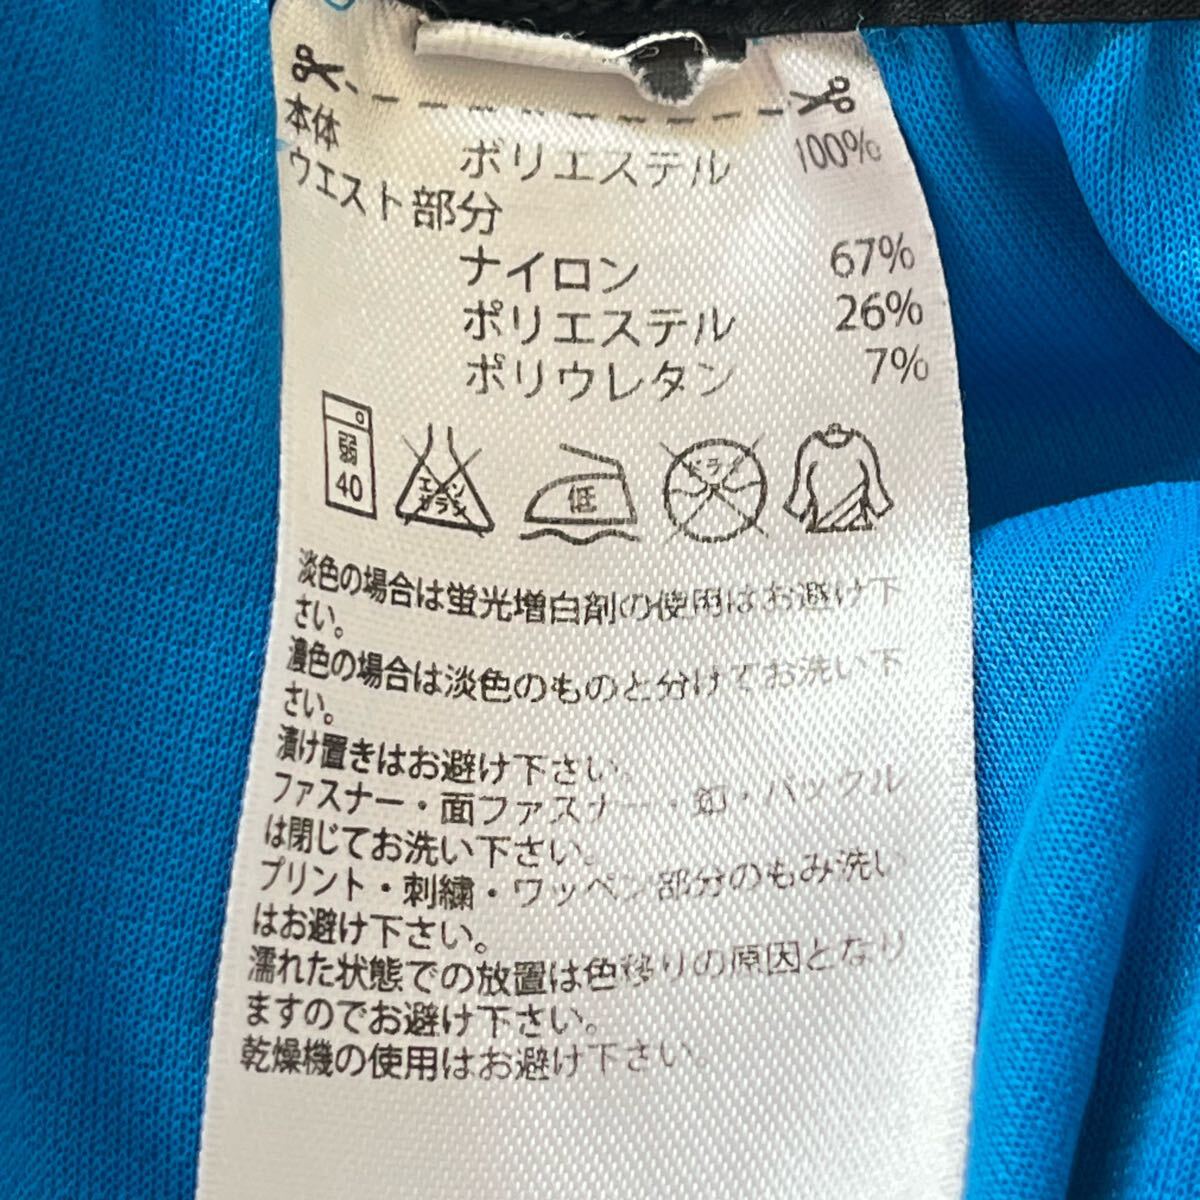 本体
ポリエステル 100%
ウエスト部分
ナイロン 67%
ポリエステル 26%
ポリウレタン 7%
弱 40
エンソ サラシ
低
ドライ
淡色の場合は蛍光増白剤の使用はお避け下
さい。
濃色の場合は淡色のものと分けてお洗い下
さい。
漬け置きはお避け下さい。
ファスナー・面ファスナー・釦・バックル
は閉じてお洗い下さい。
プリント・刺繍・ワッペン部分のもみ洗い
はお避け下さい。
濡れた状態での放置は色移りの原因となり
ますのでお避け下さい。
乾燥機の使用はお避け下さい。